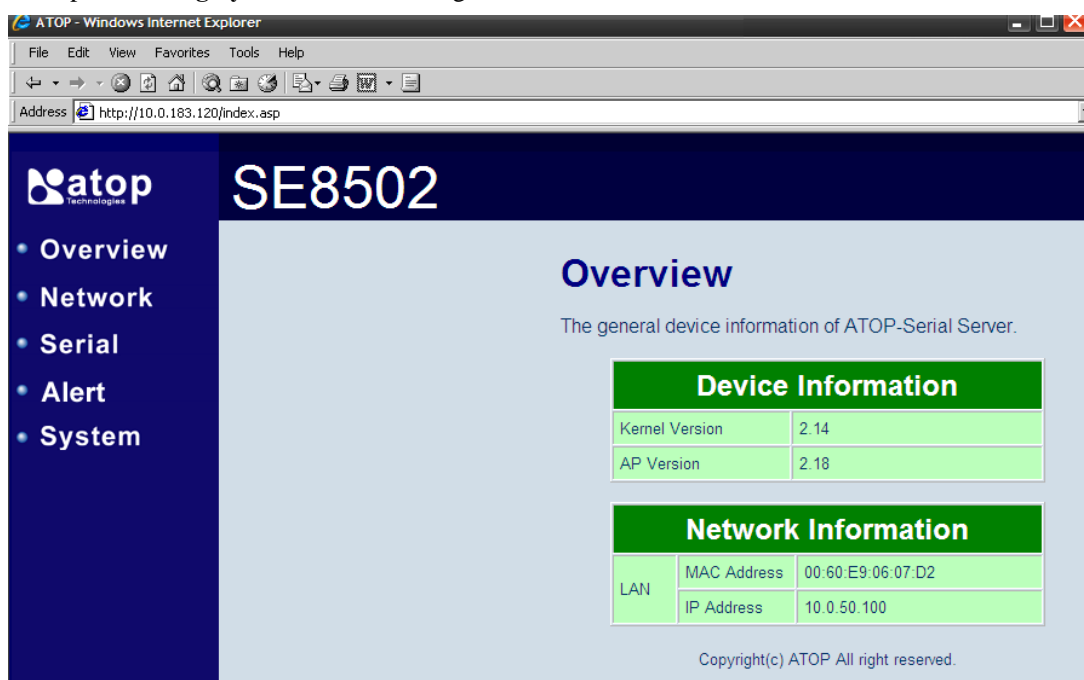 ATOP - Windows Internet Explorer
File Edit View Favorites Tools Help
Address http://10.0.183.120/index.asp
atop
Technologies
SE8502
Overview
Network
Serial
Alert
System
Overview
The general device information of ATOP-Serial Server.
Device Information
Kernel Version 2.14
AP Version 2.18
Network Information
LAN
MAC Address 00:60:E9:06:07:D2
IP Address 10.0.50.100
Copyright(c) ATOP All right reserved.